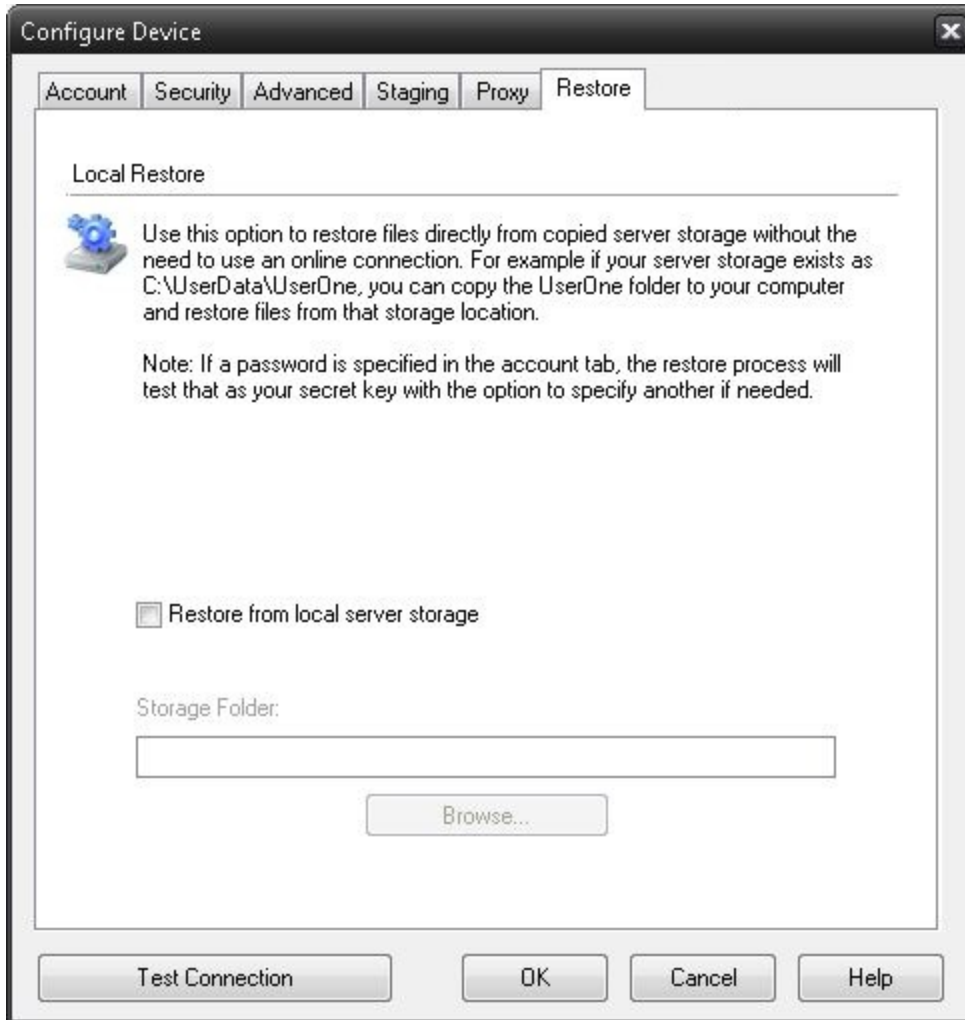 Configure Device
Account Security Advanced Staging Proxy Restore
Local Restore
Use this option to restore files directly from copied server storage without the
need to use an online connection. For example if your server storage exists as
C:\UserData\UserOne, you can copy the UserOne folder to your computer
and restore files from that storage location.
Note: If a password is specified in the account tab, the restore process will
test that as your secret key with the option to specify another if needed.
Restore from local server storage
Storage Folder:
Browse...
Test Connection OK Cancel Help